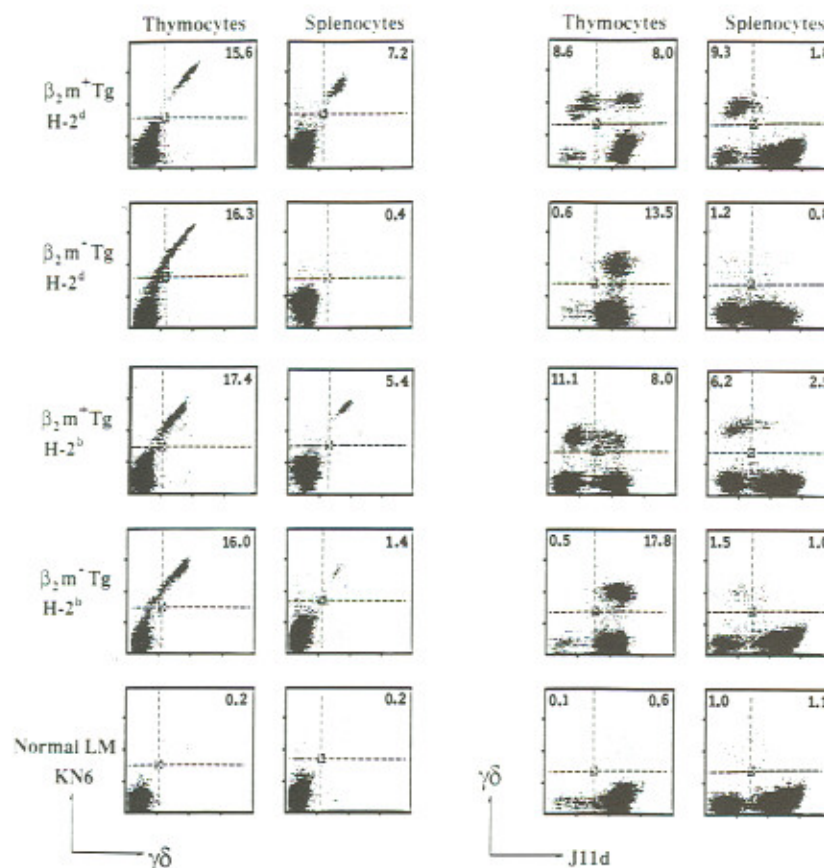 Thymocytes Splenocytes Thymocytes Splenocytes
β₂m⁺Tg H-2ᵈ
15.6 7.2 8.6 8.0 9.3
β₂m⁻Tg H-2ᵈ
16.3 0.4 0.6 13.5 1.2
β₂m⁺Tg H-2ᵇ
17.4 5.4 11.1 8.0 6.2
β₂m⁻Tg H-2ᵇ
16.0 1.4 0.5 17.8 1.5
Normal LM
KN6
0.2 0.2 0.1 0.6 1.0
γδ
γδ
J11d